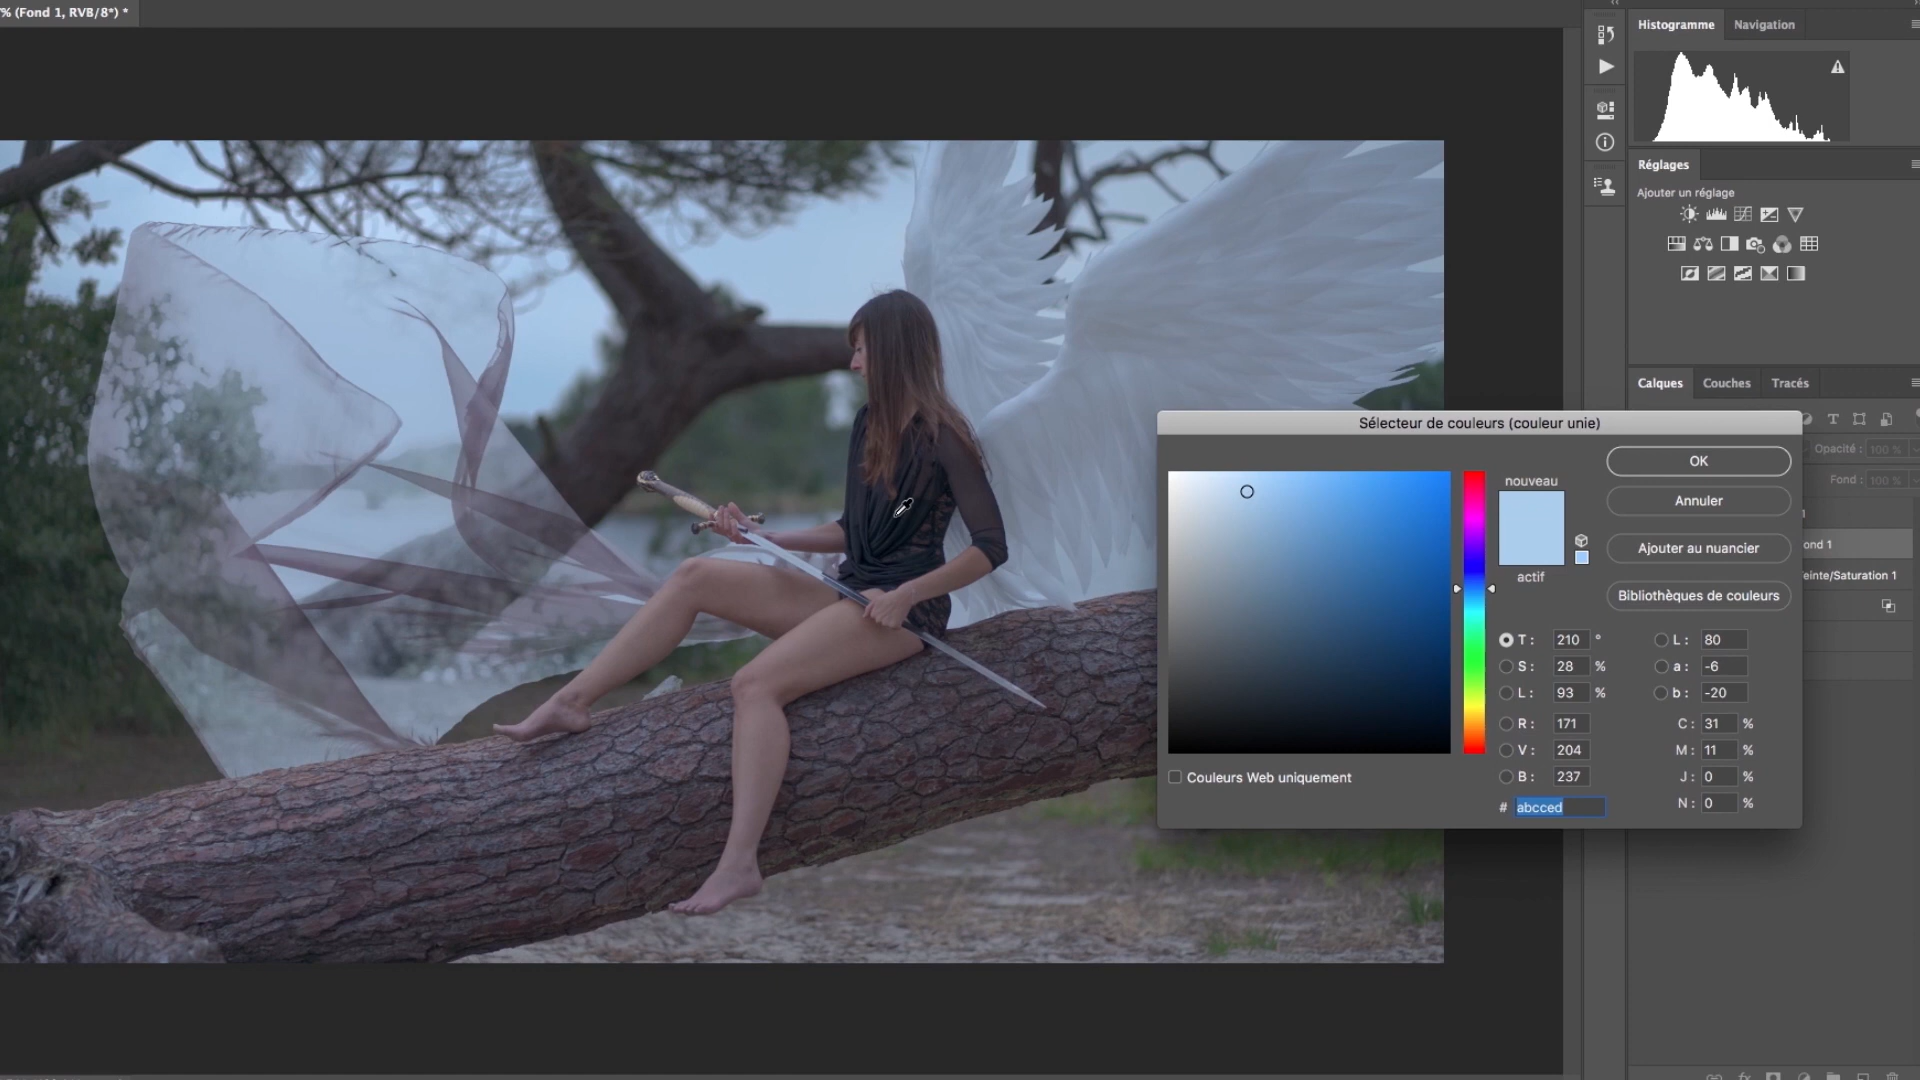 % (Fond 1, RVB/8*) *
Histogramme Navigation
Réglages
Ajouter un réglage
Calques Couches Tracés
Opacité : 100 %
Fond : 100 %
ond 1
einte/Saturation 1
Sélecteur de couleurs (couleur unie)
nouveau
actif
OK
Annuler
Ajouter au nuancier
Bibliothèques de couleurs
T : 210 ° L : 80
S : 28 % a : -6
L : 93 % b : -20
R : 171 C : 31 %
V : 204 M : 11 %
B : 237 J : 0 %
# abcced N : 0 %
Couleurs Web uniquement